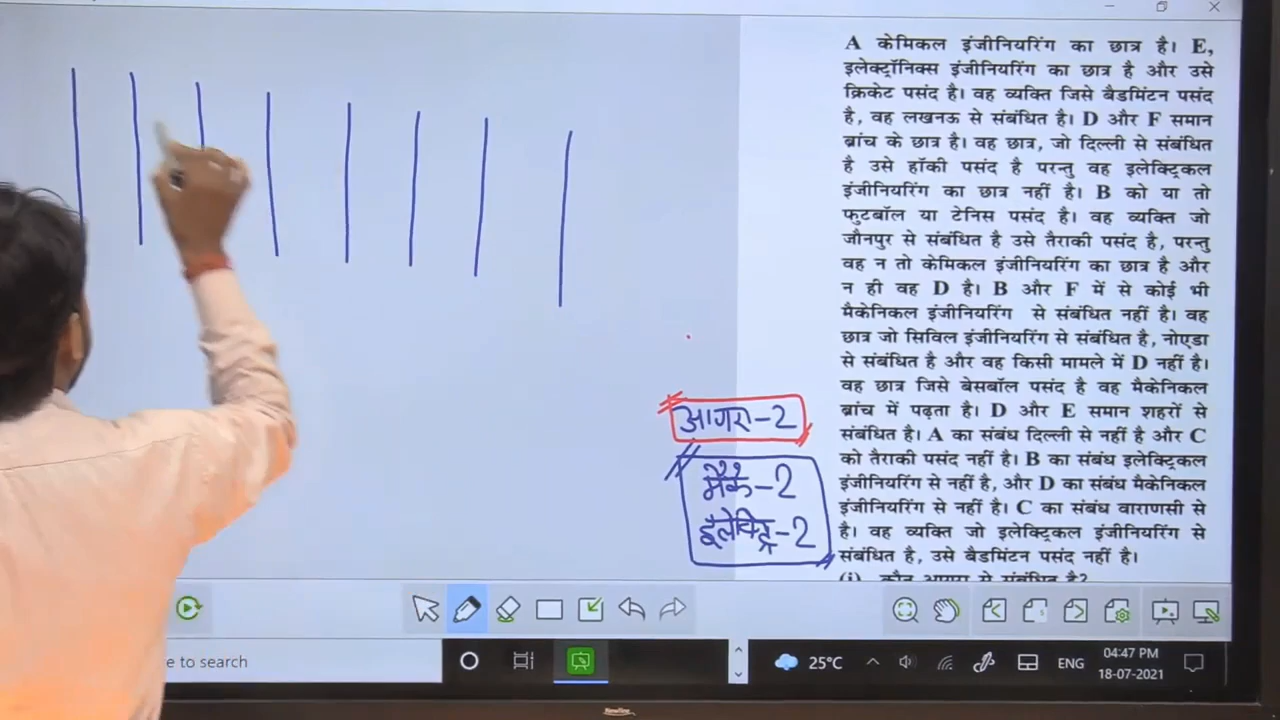 A केमिकल इंजीनियरिंग का छात्र है। E,
इलेक्ट्रॉनिक्स इंजीनियरिंग का छात्र है और उसे
क्रिकेट पसंद है। वह व्यक्ति जिसे बैडमिंटन पसंद
है, वह लखनऊ से संबंधित है। D और F समान
ब्रांच के छात्र है। वह छात्र, जो दिल्ली से संबंधित
है उसे हॉकी पसंद है परन्तु वह इलेक्ट्रिकल
इंजीनियरिंग का छात्र नहीं है। B को या तो
फुटबॉल या टेनिस पसंद है। वह व्यक्ति जो
जौनपुर से संबंधित है उसे तैराकी पसंद है, परन्तु
वह न तो केमिकल इंजीनियरिंग का छात्र है और
न ही वह D है। B और F में से कोई भी
मैकेनिकल इंजीनियरिंग से संबंधित नहीं है। वह
छात्र जो सिविल इंजीनियरिंग से संबंधित है, नोएडा
से संबंधित है और वह किसी मामले में D नहीं है।
वह छात्र जिसे बेसबॉल पसंद है वह मैकेनिकल
ब्रांच में पढ़ता है। D और E समान शहरों से
संबंधित है। A का संबंध दिल्ली से नहीं है और C
को तैराकी पसंद नहीं है। B का संबंध इलेक्ट्रिकल
इंजीनियरिंग से नहीं है, और D का संबंध मैकेनिकल
इंजीनियरिंग से नहीं है। C का संबंध वाराणसी से
है। वह व्यक्ति जो इलेक्ट्रिकल इंजीनियरिंग से
संबंधित है, उसे बैडमिंटन पसंद नहीं है।
(i) कौन आगरा से संबंधित है?
आगरा-2
मैके-2
इलेक्ट्रि-2
e to search
25°C
ENG
04:47 PM
18-07-2021
Newline